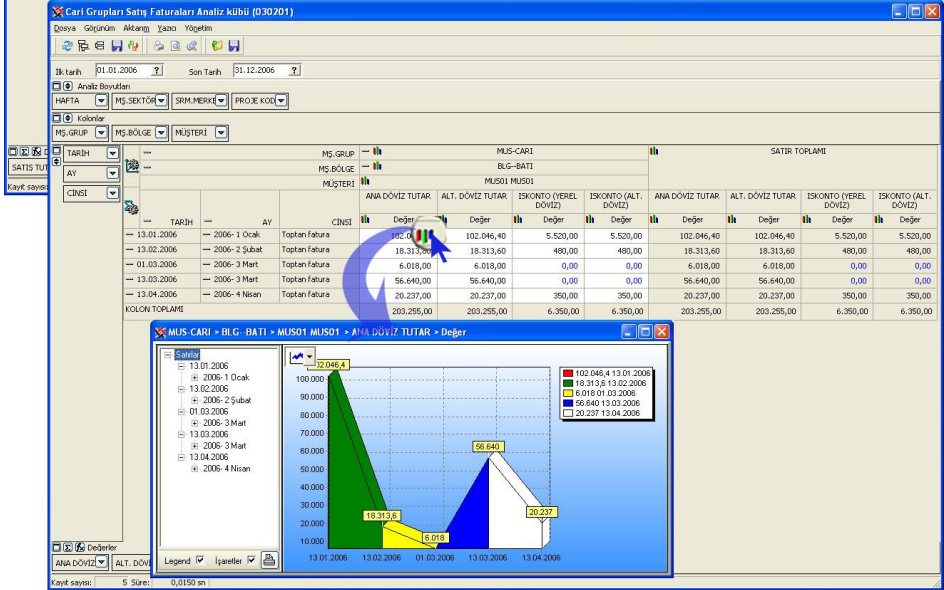 Cari Grupları Satış Faturaları Analiz kübü (030201)
Dosya Görünüm Aktarım Yazıcı Yönetim
İlk tarih 01.01.2006 ? Son Tarih 31.12.2006 ?
Analiz Boyutları
HAFTA MŞ.SEKTÖR SRM.MERKE PROJE KOD
Kolonlar
MŞ.GRUP MŞ.BÖLGE MÜŞTERİ
TARİH MŞ.GRUP MUS-CARI SATIR TOPLAMI
AY MŞ.BÖLGE BLG--BATI
SATIS TUT
Kayıt sayısı:
CİNSİ MÜŞTERİ MUS01 MUS01
ANA DÖVİZ TUTAR ALT. DÖVİZ TUTAR ISKONTO (YEREL DÖVİZ) ISKONTO (ALT. DÖVİZ) ANA DÖVİZ TUTAR ALT. DÖVİZ TUTAR ISKONTO (YEREL DÖVİZ) ISKONTO (ALT. DÖVİZ)
TARİH AY CİNSİ Değer Değer Değer Değer Değer Değer Değer Değer
13.01.2006 2006- 1 Ocak Toptan fatura 102.046,40 5.520,00 5.520,00 102.046,40 102.046,40 5.520,00 5.520,00
13.02.2006 2006- 2 Şubat Toptan fatura 18.313,60 18.313,60 480,00 480,00 18.313,60 18.313,60 480,00 480,00
01.03.2006 2006- 3 Mart Toptan fatura 6.018,00 6.018,00 0,00 0,00 6.018,00 6.018,00 0,00 0,00
13.03.2006 2006- 3 Mart Toptan fatura 56.640,00 56.640,00 0,00 0,00 56.640,00 56.640,00 0,00 0,00
13.04.2006 2006- 4 Nisan Toptan fatura 20.237,00 20.237,00 350,00 350,00 20.237,00 20.237,00 350,00 350,00
KOLON TOPLAMI 203.255,00 203.255,00 6.350,00 6.350,00 203.255,00 203.255,00 6.350,00 6.350,00
MUS-CARI > BLG--BATI > MUS01 MUS01 > ANA DÖVİZ TUTAR > Değer
Satırlar
13.01.2006
2006- 1 Ocak
13.02.2006
2006- 2 Şubat
01.03.2006
2006- 3 Mart
13.03.2006
2006- 3 Mart
13.04.2006
2006- 4 Nisan
Legend İşaretler
102.046,4
100.000
90.000
80.000
70.000
60.000
50.000
40.000
30.000
20.000
10.000
18.313,6
6.018
56.640
20.237
13.01.2006 13.02.2006 01.03.2006 13.03.2006 13.04.2006
102.046,4 13.01.2006
18.313,6 13.02.2006
6.018 01.03.2006
56.640 13.03.2006
20.237 13.04.2006
Değerler
ANA DÖVİZ ALT. DÖVİ
Kayıt sayısı: 5 Süre: 0,0150 sn